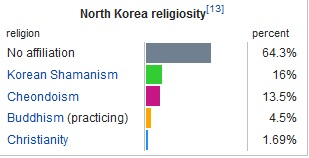 North Korea religiosity[13]
religion percent
No affiliation 64.3%
Korean Shamanism 16%
Cheondoism 13.5%
Buddhism (practicing) 4.5%
Christianity 1.69%